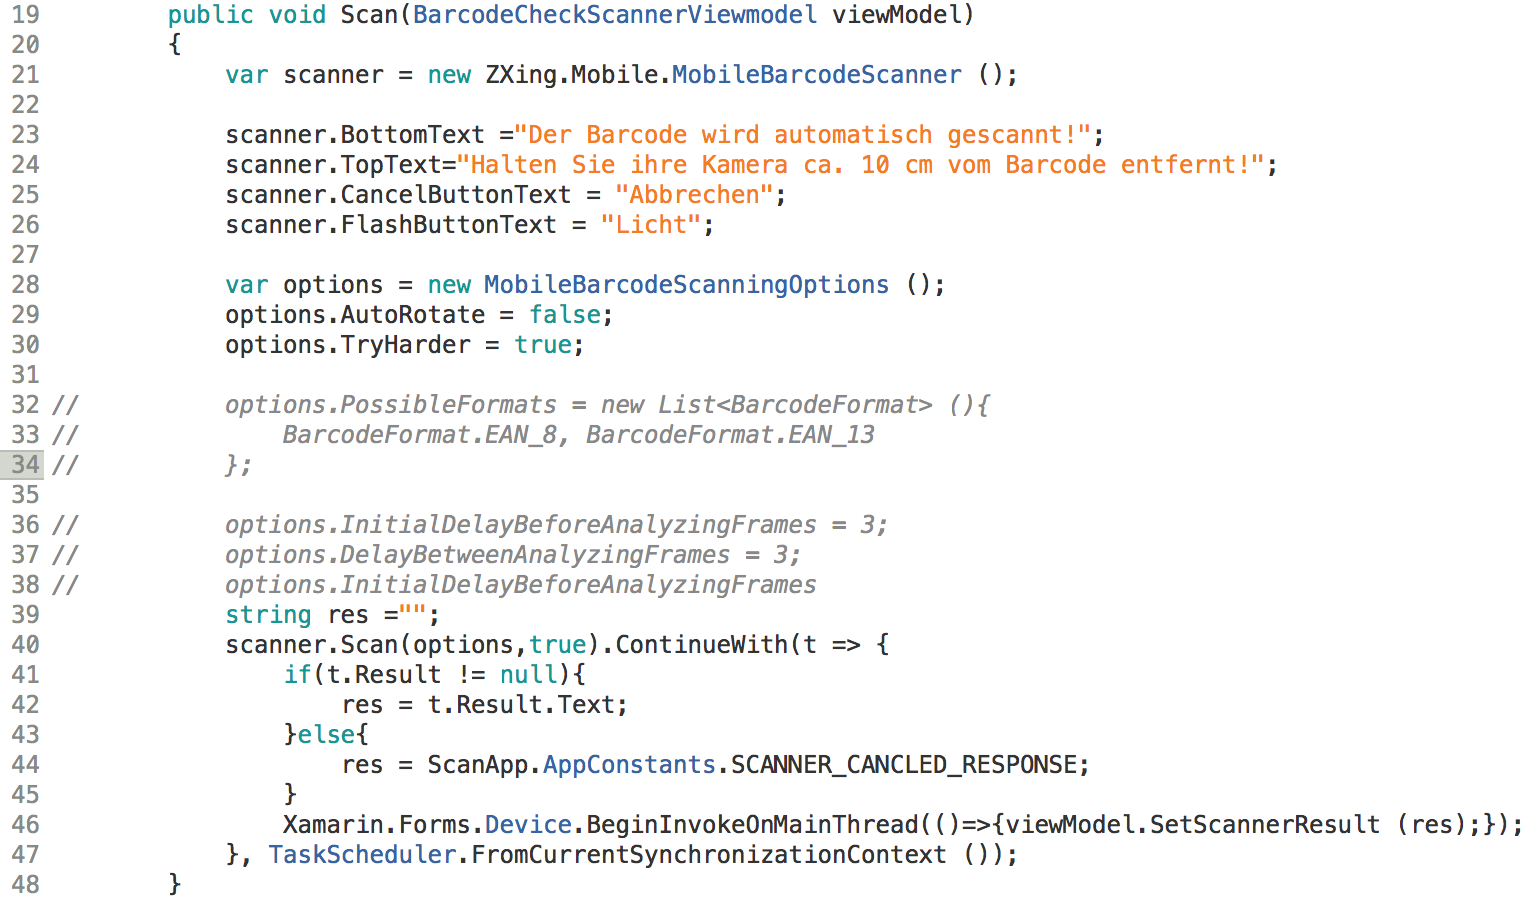 19 public void Scan(BarcodeCheckScannerViewmodel viewModel)
20 {
21 var scanner = new ZXing.Mobile.MobileBarcodeScanner ();
22
23 scanner.BottomText ="Der Barcode wird automatisch gescannt!";
24 scanner.TopText="Halten Sie ihre Kamera ca. 10 cm vom Barcode entfernt!";
25 scanner.CancelButtonText = "Abbrechen";
26 scanner.FlashButtonText = "Licht";
27
28 var options = new MobileBarcodeScanningOptions ();
29 options.AutoRotate = false;
30 options.TryHarder = true;
31
32 // options.PossibleFormats = new List<BarcodeFormat> (){
33 // BarcodeFormat.EAN_8, BarcodeFormat.EAN_13
34 // };
35
36 // options.InitialDelayBeforeAnalyzingFrames = 3;
37 // options.DelayBetweenAnalyzingFrames = 3;
38 // options.InitialDelayBeforeAnalyzingFrames
39 string res ="";
40 scanner.Scan(options,true).ContinueWith(t => {
41 if(t.Result != null){
42 res = t.Result.Text;
43 }else{
44 res = ScanApp.AppConstants.SCANNER_CANCLED_RESPONSE;
45 }
46 Xamarin.Forms.Device.BeginInvokeOnMainThread(()=>{viewModel.SetScannerResult (res);});
47 }, TaskScheduler.FromCurrentSynchronizationContext ());
48 }